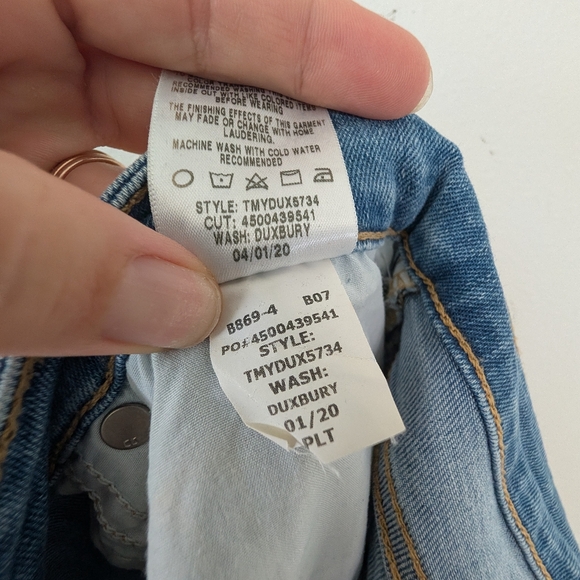 RECOMMENDED WASHING
INSIDE OUT WITH LIKE COLORED ITEMS
BEFORE WEARING
THE FINISHING EFFECTS OF THIS GARMENT
MAY FADE OR CHANGE WITH HOME
LAUDERING.
MACHINE WASH WITH COLD WATER
RECOMMENDED
STYLE: TMYDUX5734
CUT: 4500439541
WASH: DUXBURY
04/01/20
B869-4 B07
PO#4500439541
STYLE:
TMYDUX5734
WASH:
DUXBURY
01/20
PLT